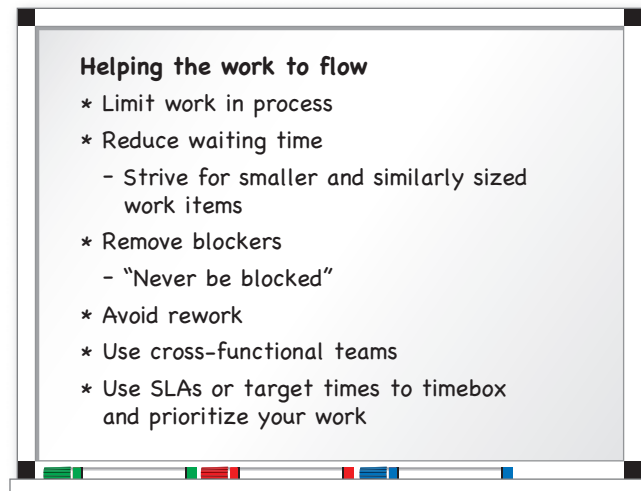 Helping the work to flow
* Limit work in process
* Reduce waiting time
– Strive for smaller and similarly sized
work items
* Remove blockers
– “Never be blocked”
* Avoid rework
* Use cross-functional teams
* Use SLAs or target times to timebox
and prioritize your work